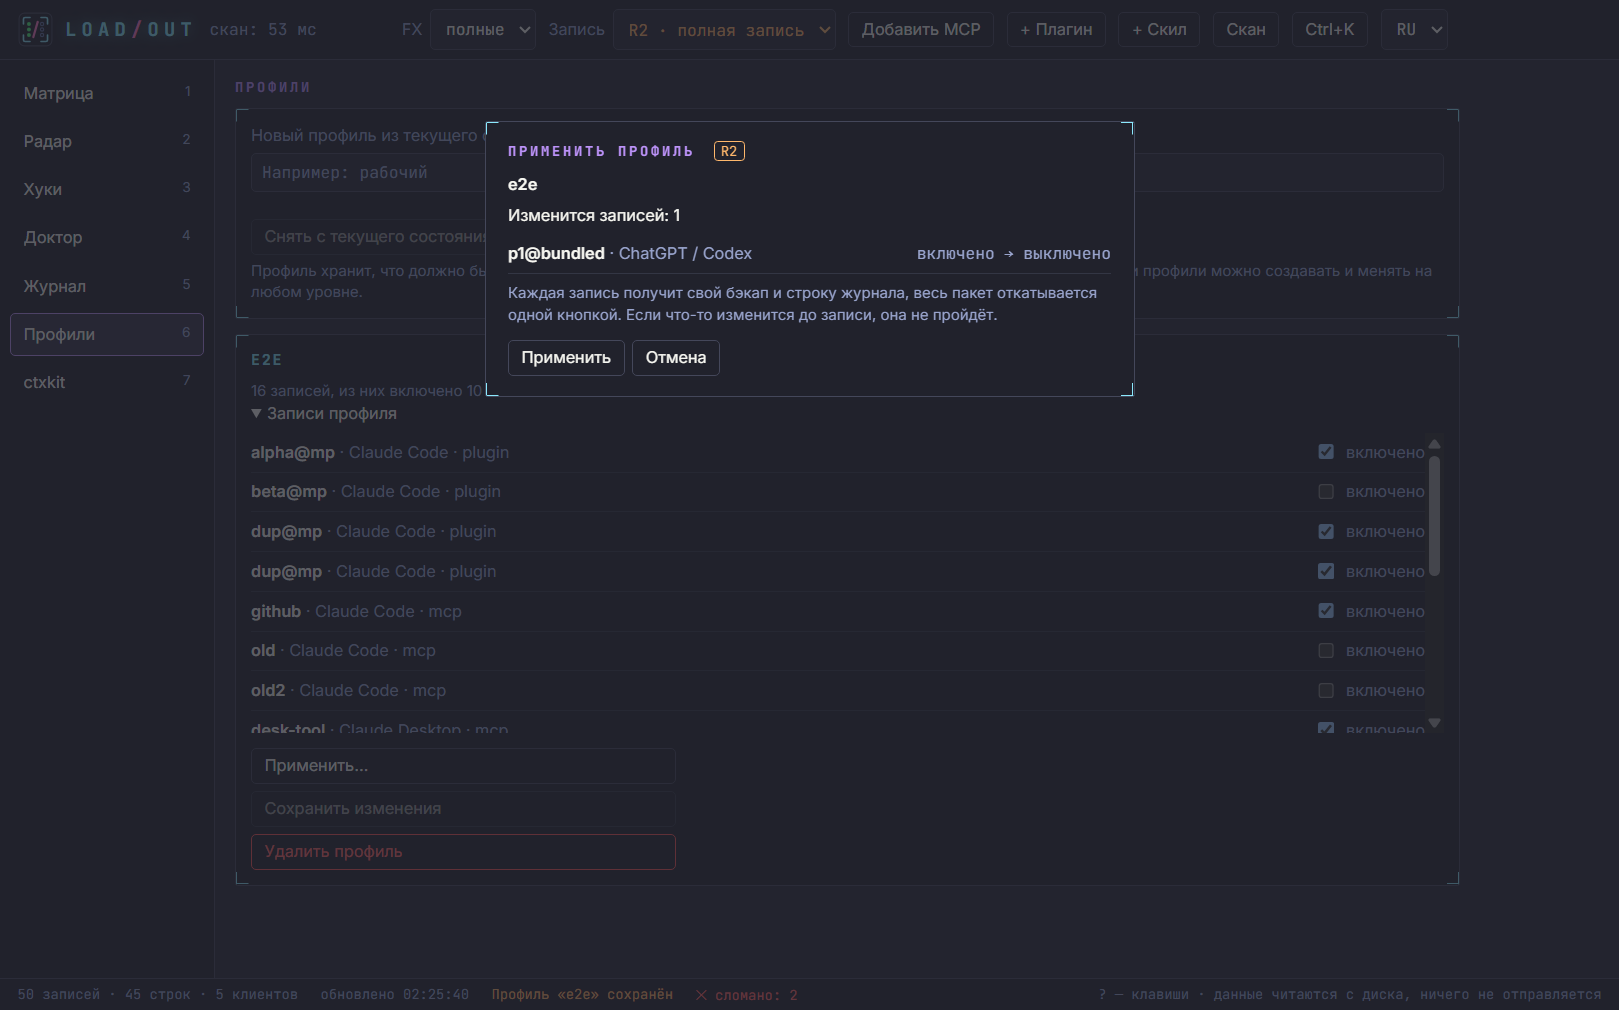 LOAD/OUT скан: 53 мс FX полные Запись R2 · полная запись Добавить MCP + Плагин + Скил Скан Ctrl+K RU
Матрица 1
Радар 2
Хуки 3
Доктор 4
Журнал 5
Профили 6
ctxkit 7
ПРОФИЛИ
Новый профиль из текущего
Например: рабочий
Снять с текущего состояния
Профиль хранит, что должно и профили можно создавать и менять на
любом уровне.
ПРИМЕНИТЬ ПРОФИЛЬ R2
e2e
Изменится записей: 1
p1@bundled · ChatGPT / Codex включено → выключено
Каждая запись получит свой бэкап и строку журнала, весь пакет откатывается
одной кнопкой. Если что-то изменится до записи, она не пройдёт.
Применить Отмена
E2E
16 записей, из них включено 10
▼ Записи профиля
alpha@mp · Claude Code · plugin включено
beta@mp · Claude Code · plugin включено
dup@mp · Claude Code · plugin включено
dup@mp · Claude Code · plugin включено
github · Claude Code · mcp включено
old · Claude Code · mcp включено
old2 · Claude Code · mcp включено
desk-tool · Claude Desktop · mcp включено
Применить...
Сохранить изменения
Удалить профиль
50 записей · 45 строк · 5 клиентов обновлено 02:25:40 Профиль «e2e» сохранён × сломано: 2 ? — клавиши · данные читаются с диска, ничего не отправляется